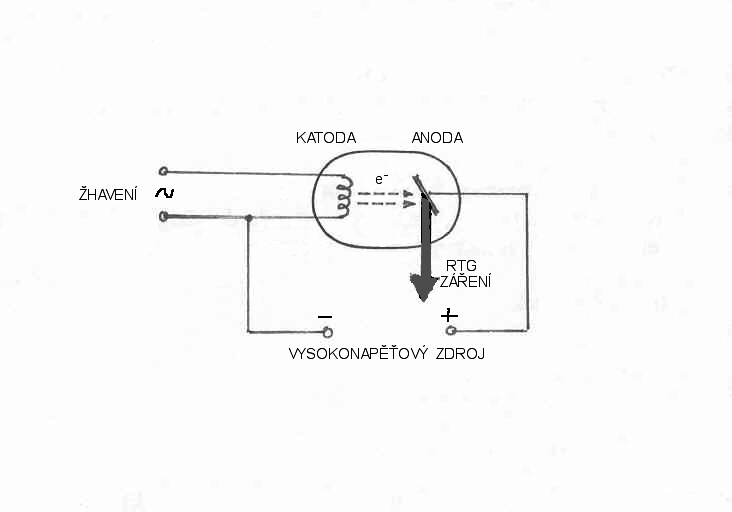 KATODA ANODA
e-
ŽHAVENÍ
RTG
ZÁŘENÍ
− +
VYSOKONAPĚŤOVÝ ZDROJ